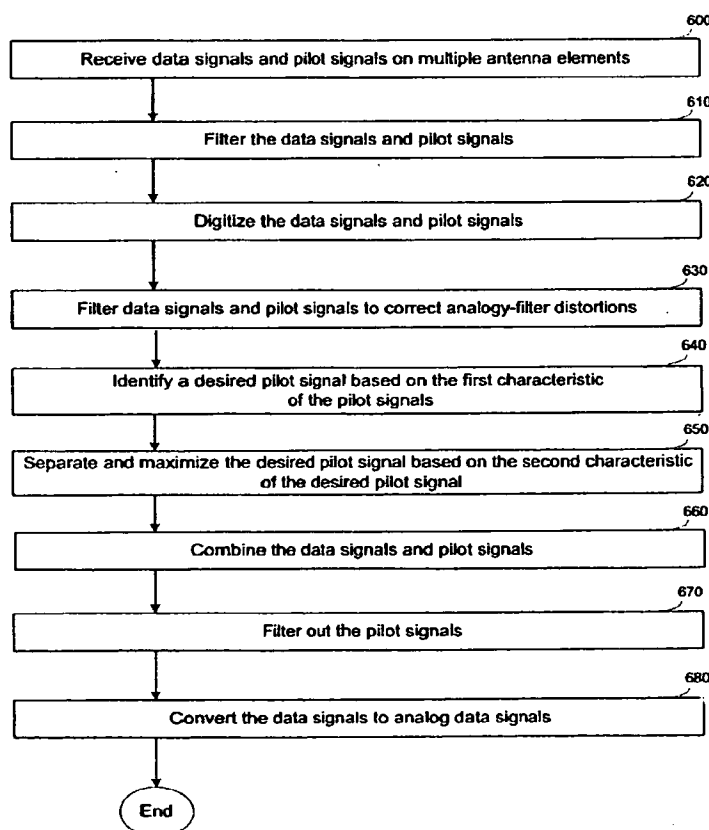 600
Receive data signals and pilot signals on multiple antenna elements
610
Filter the data signals and pilot signals
620
Digitize the data signals and pilot signals
630
Filter data signals and pilot signals to correct analogy-filter distortions
640
Identify a desired pilot signal based on the first characteristic
of the pilot signals
650
Separate and maximize the desired pilot signal based on the second characteristic
of the desired pilot signal
660
Combine the data signals and pilot signals
670
Filter out the pilot signals
680
Convert the data signals to analog data signals
End